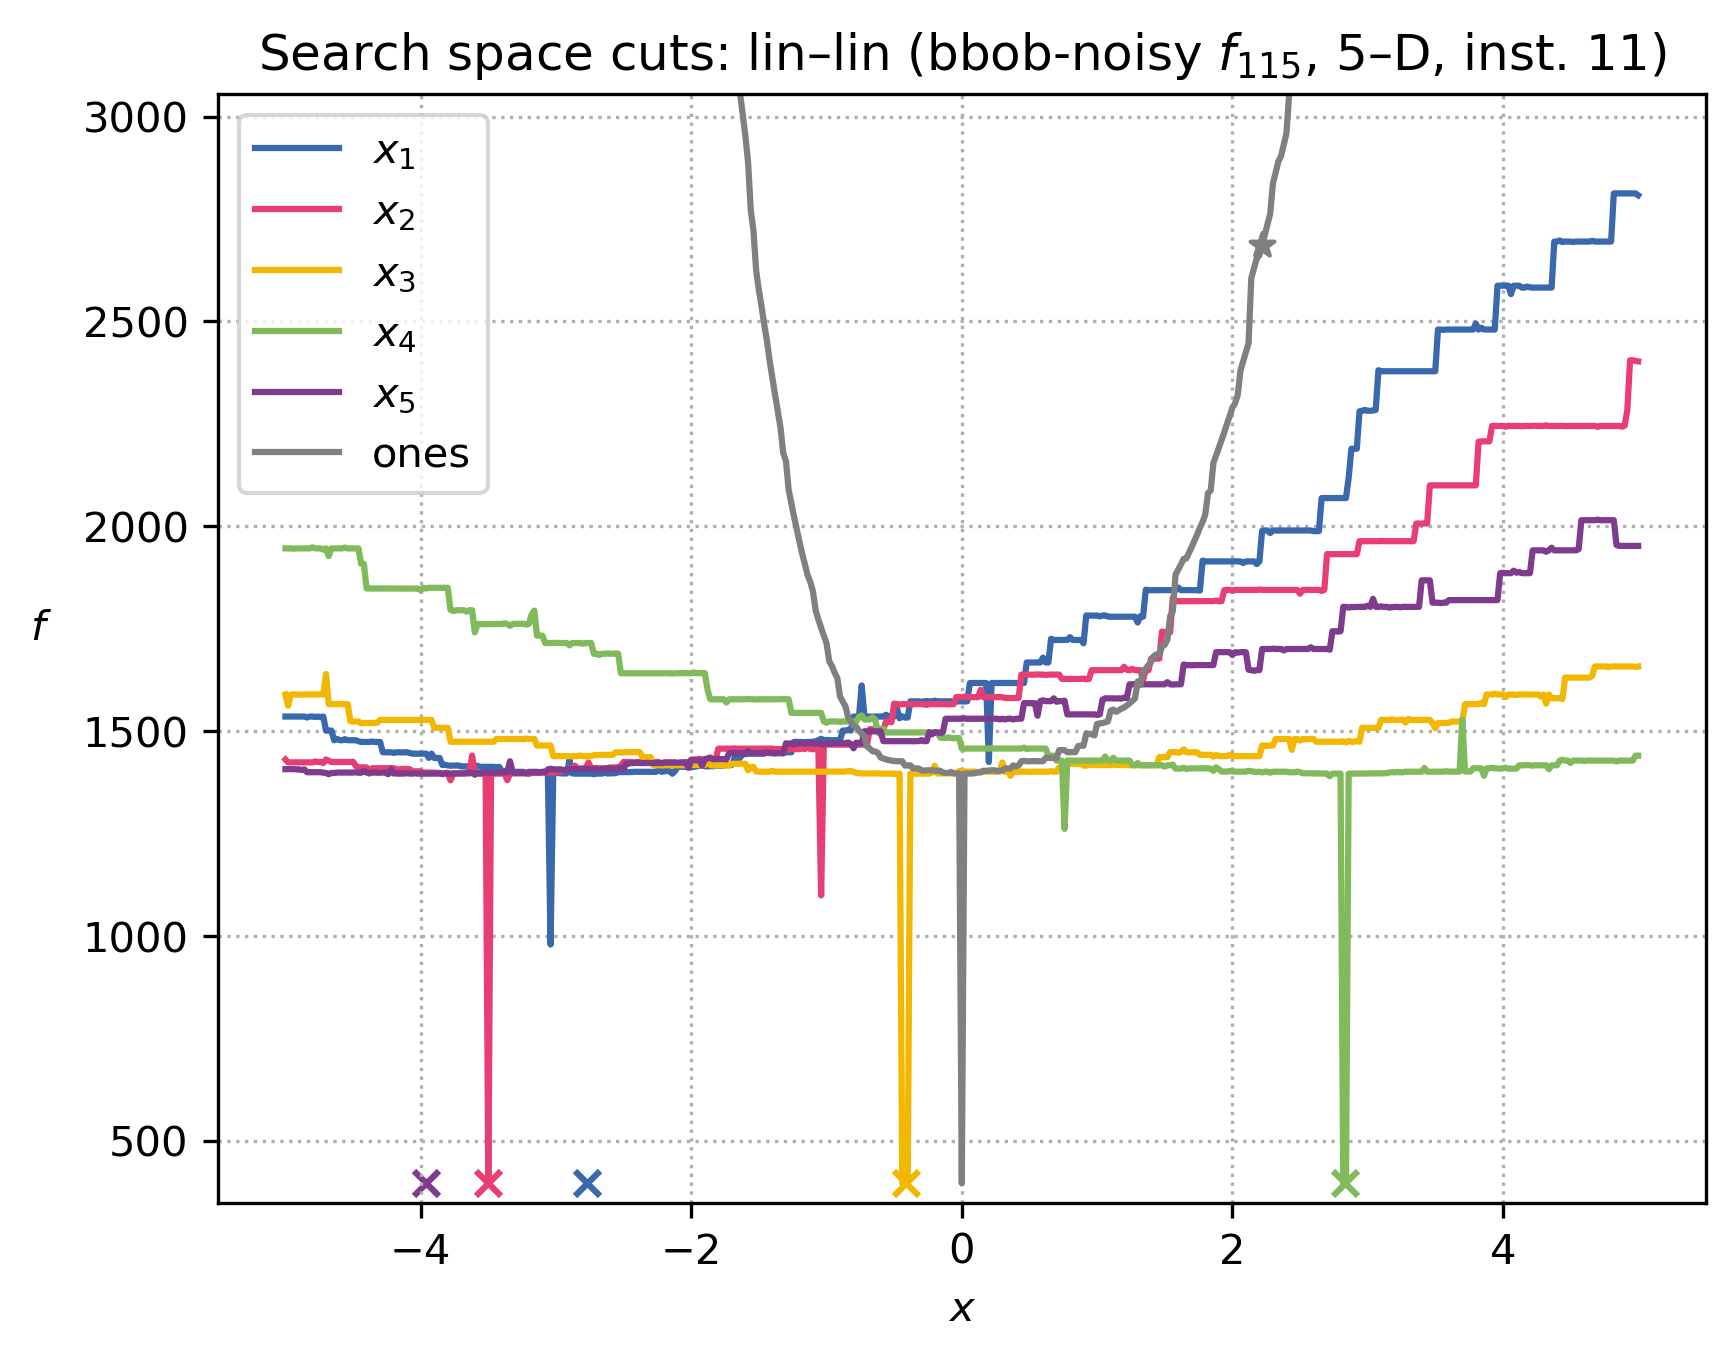 Search space cuts: lin–lin (bbob-noisy f₁₁₅, 5–D, inst. 11)
3000
2500
2000
1500
1000
500
f
x₁
x₂
x₃
x₄
x₅
ones
−4 −2 0 2 4
x